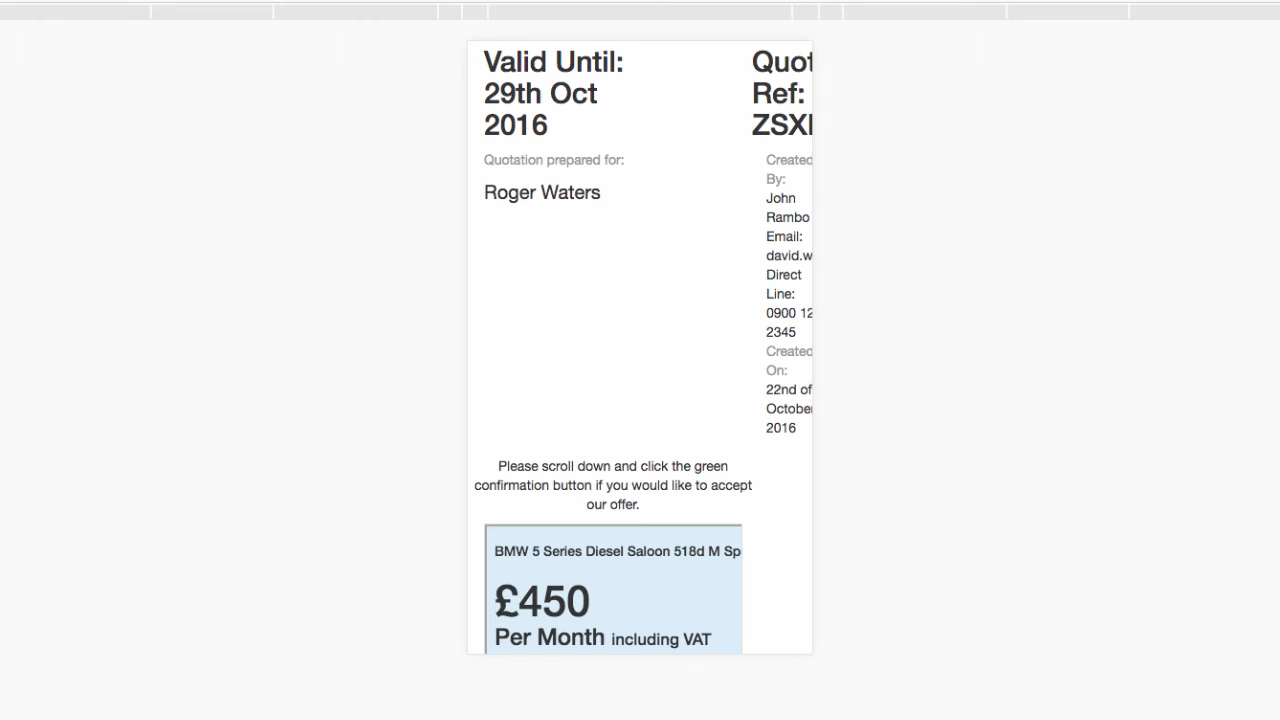 Valid Until:
29th Oct
2016
Quotation prepared for:
Roger Waters
Quot
Ref:
ZSX
Created
By:
John
Rambo
Email:
david.w
Direct
Line:
0900 12
2345
Created
On:
22nd of
October
2016
Please scroll down and click the green
confirmation button if you would like to accept
our offer.
BMW 5 Series Diesel Saloon 518d M Sp
£450
Per Month including VAT